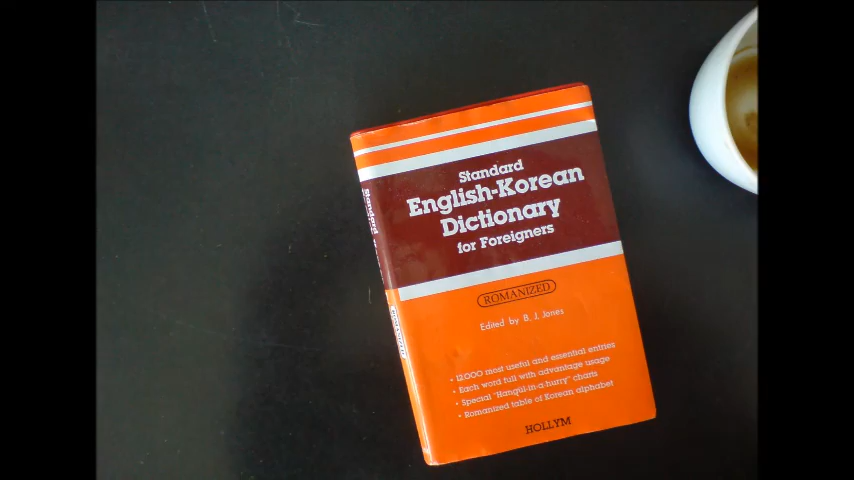 Standard
English-Korean
Dictionary
for Foreigners
ROMANIZED
Edited by B. J. Jones
• 12,000 most useful and essential entries
• Each word full with advantage usage
• Special "Hangul-in-a-hurry" charts
• Romanized table of Korean alphabet
HOLLYM
Standard